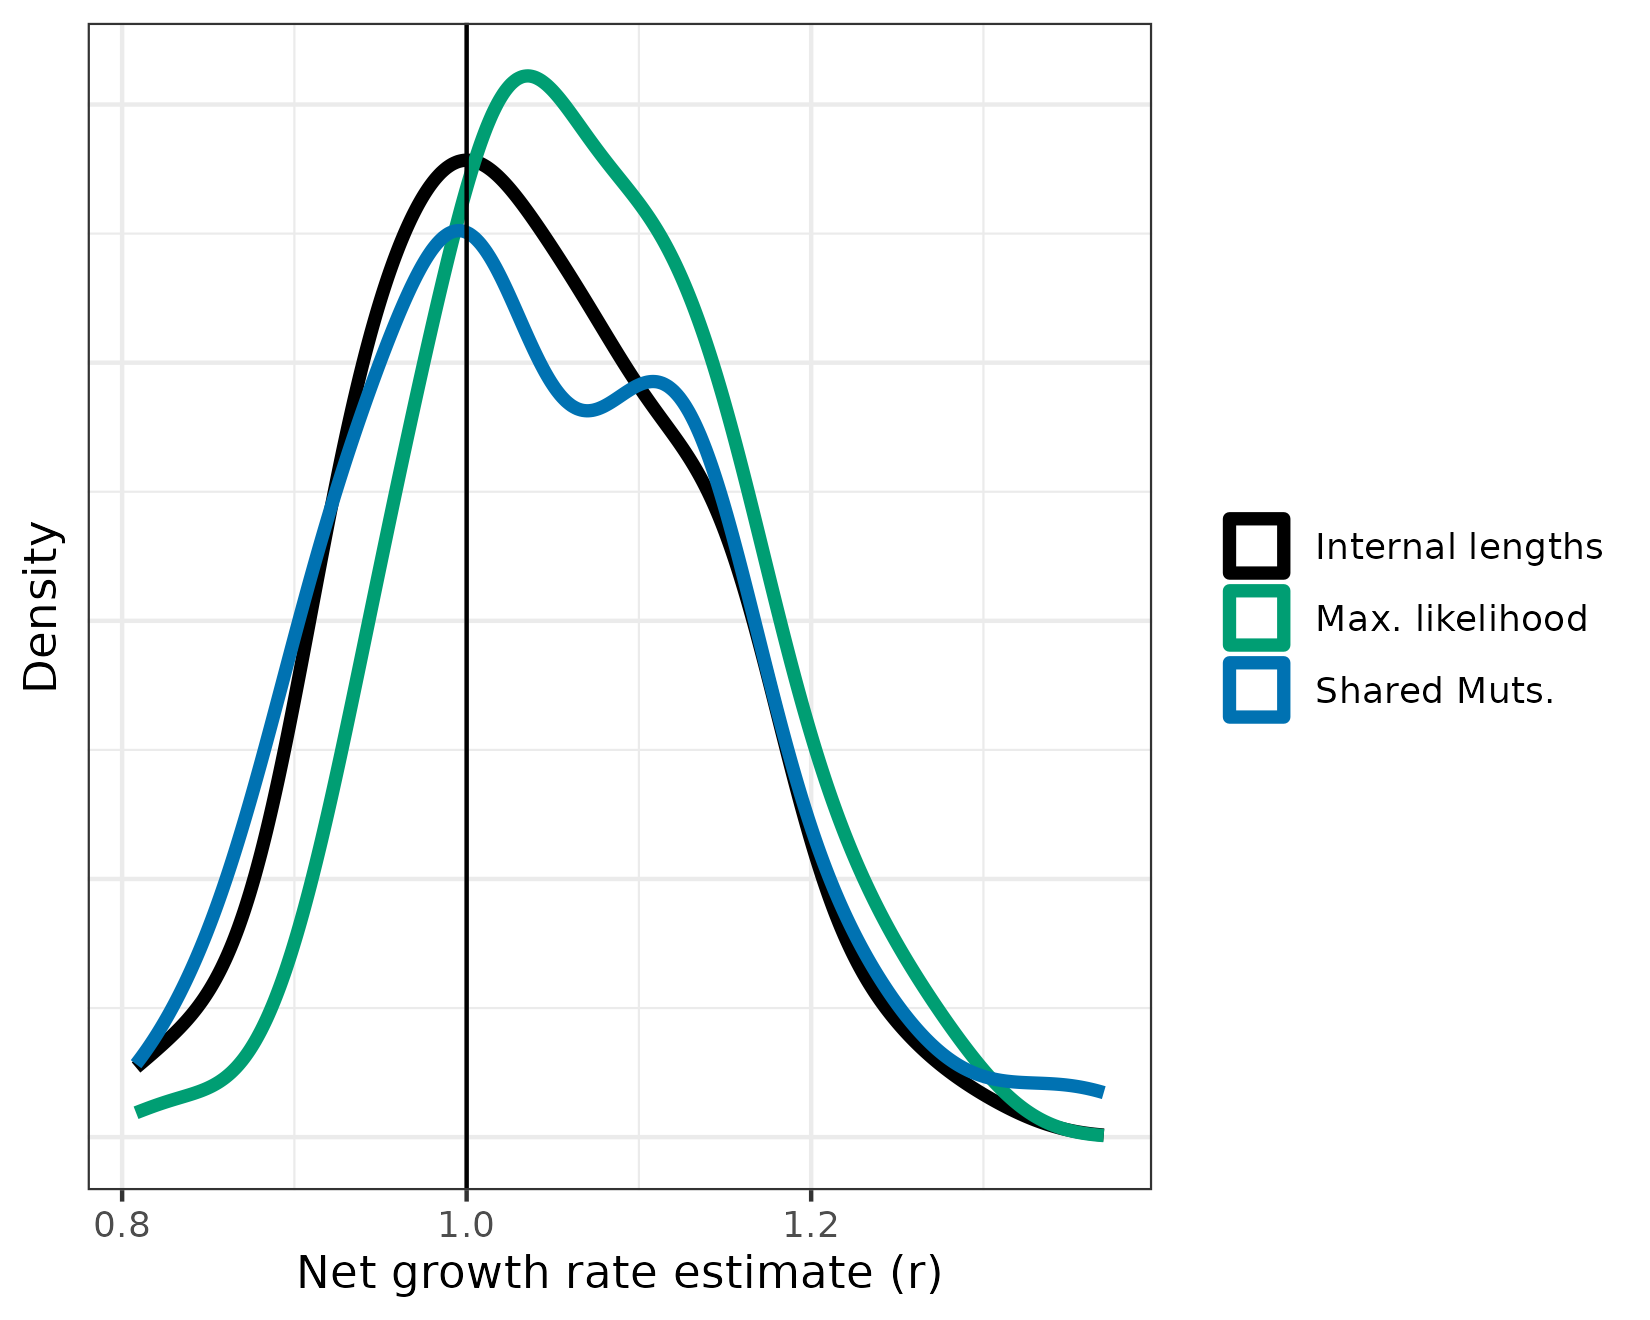 Density
0.8 1.0 1.2
Net growth rate estimate (r)
Internal lengths
Max. likelihood
Shared Muts.